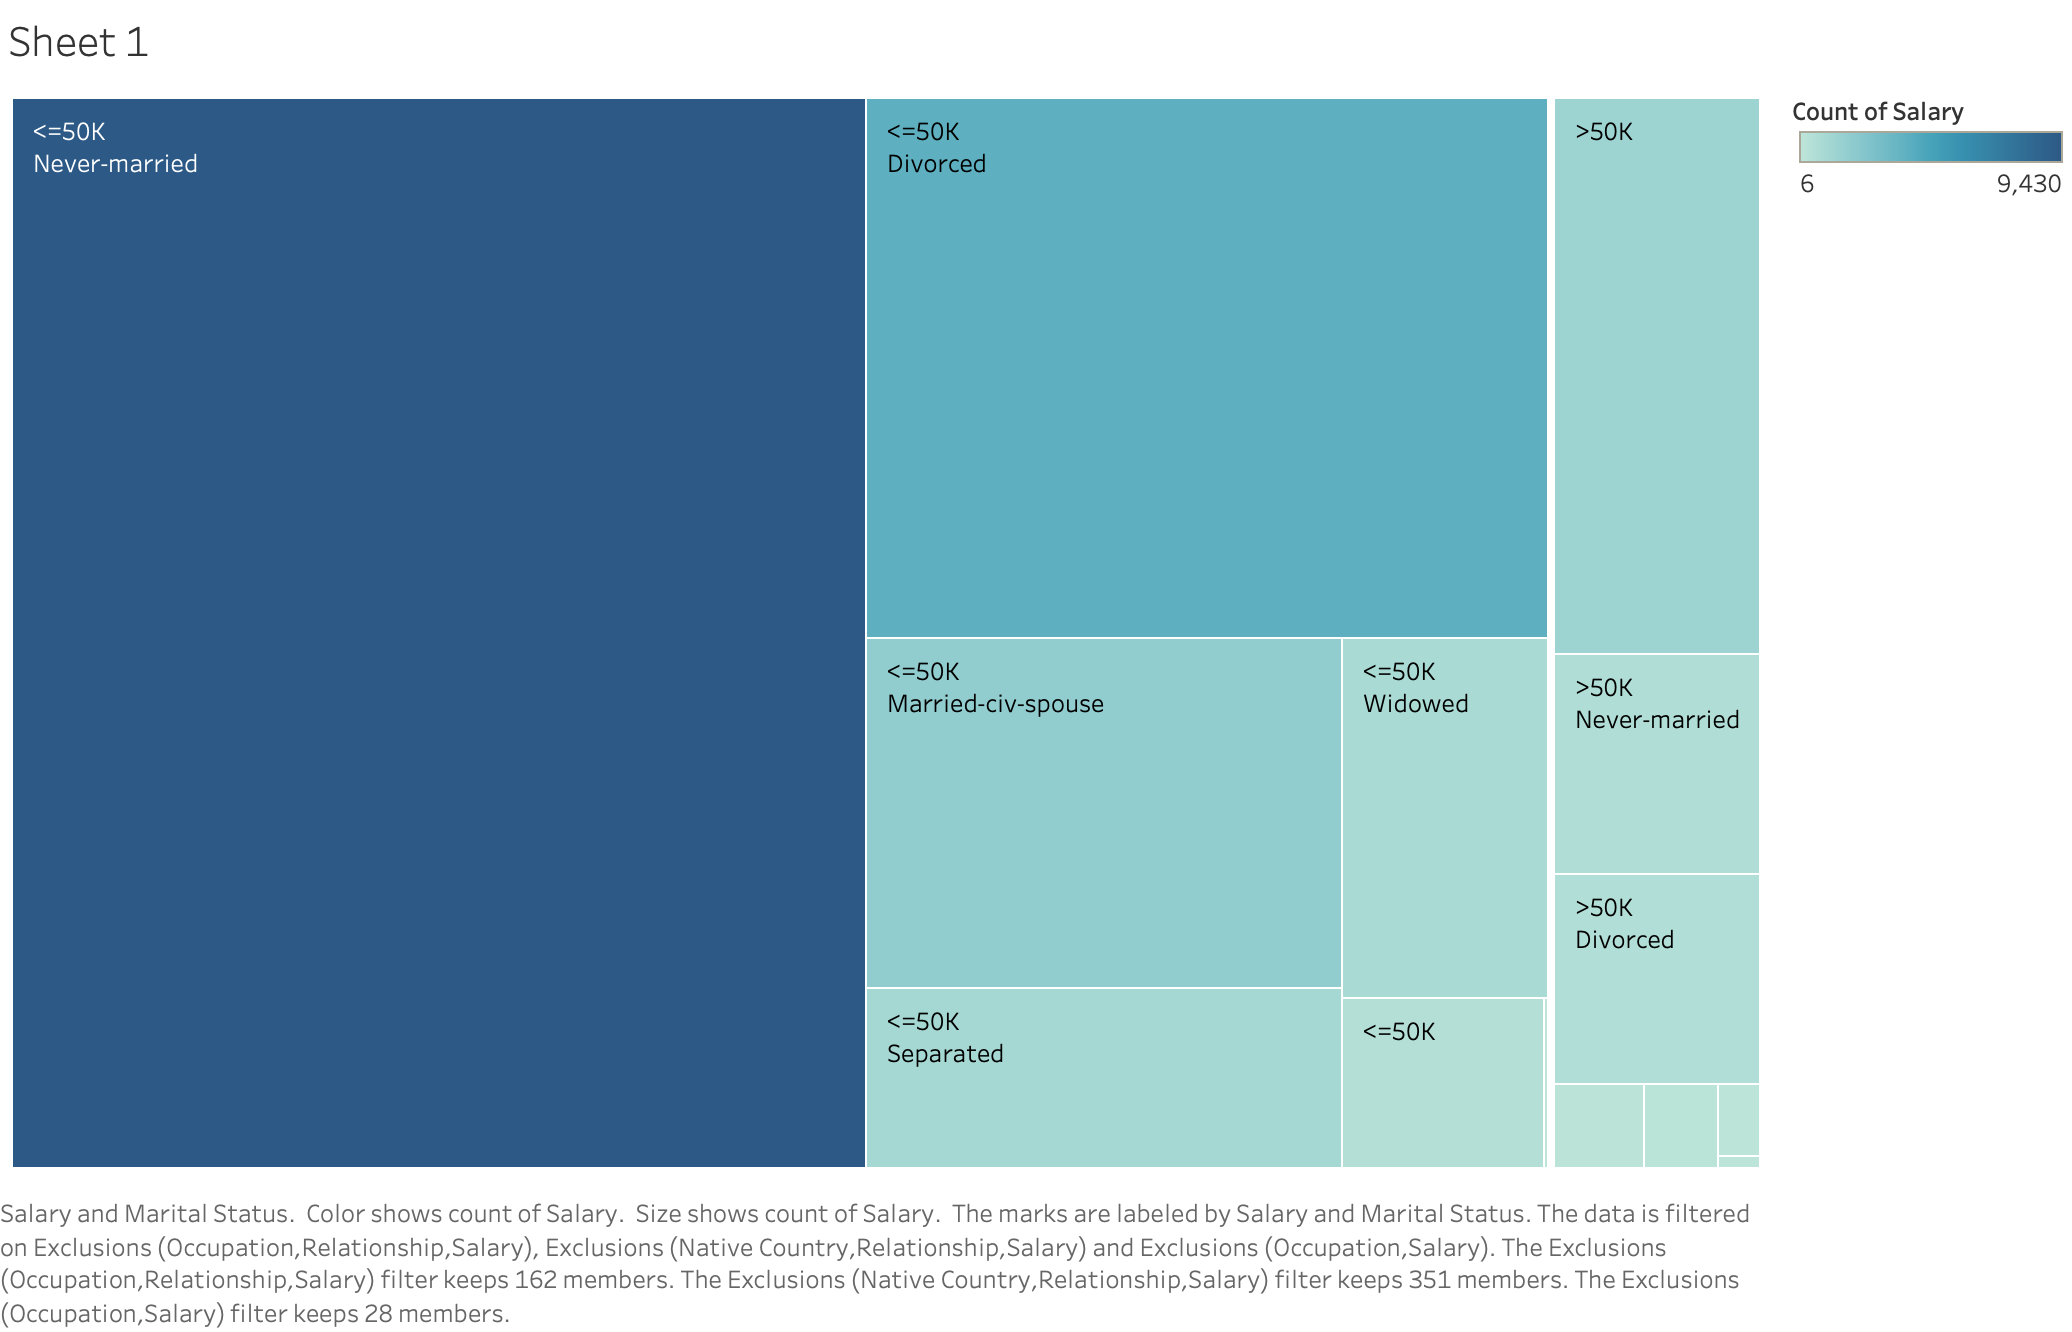 Sheet 1
<=50K
Never-married
<=50K
Divorced
<=50K
Married-civ-spouse
<=50K
Separated
<=50K
Widowed
<=50K
>50K
>50K
Never-married
>50K
Divorced
Count of Salary
6 9,430
Salary and Marital Status.  Color shows count of Salary.  Size shows count of Salary.  The marks are labeled by Salary and Marital Status. The data is filtered
on Exclusions (Occupation,Relationship,Salary), Exclusions (Native Country,Relationship,Salary) and Exclusions (Occupation,Salary). The Exclusions
(Occupation,Relationship,Salary) filter keeps 162 members. The Exclusions (Native Country,Relationship,Salary) filter keeps 351 members. The Exclusions
(Occupation,Salary) filter keeps 28 members.